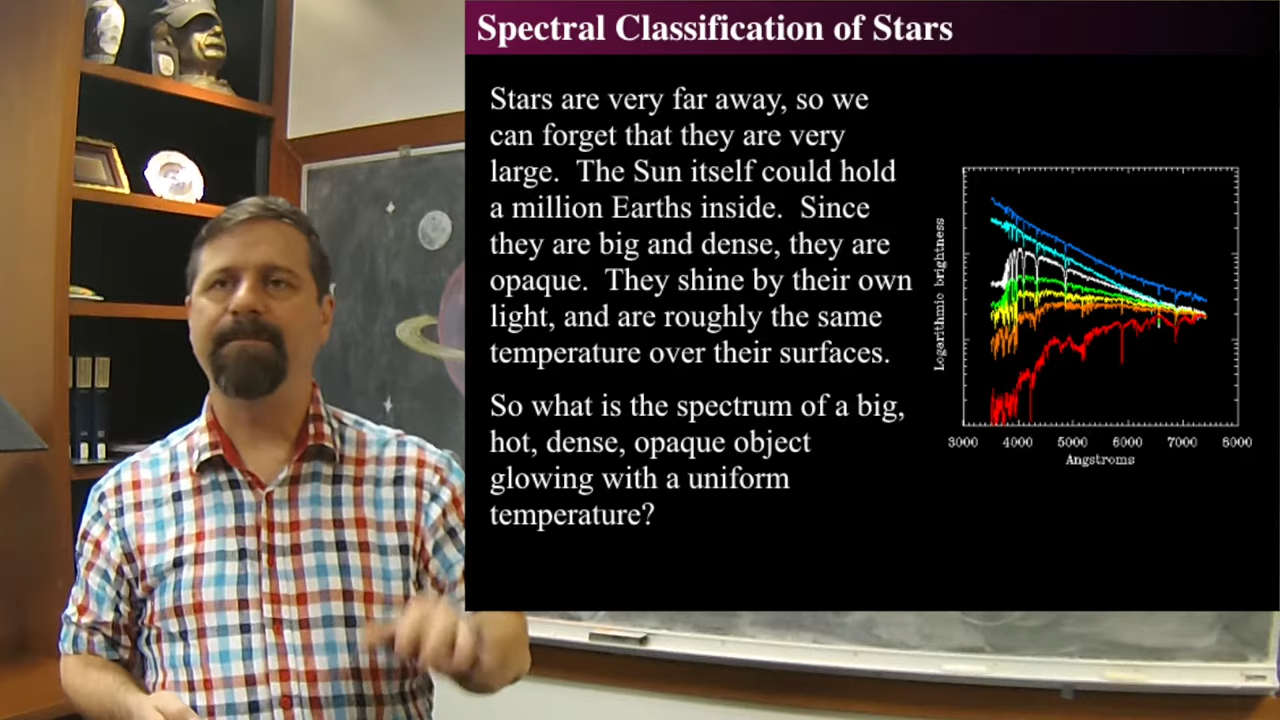 Spectral Classification of Stars
Stars are very far away, so we
can forget that they are very
large. The Sun itself could hold
a million Earths inside. Since
they are big and dense, they are
opaque. They shine by their own
light, and are roughly the same
temperature over their surfaces.
So what is the spectrum of a big,
hot, dense, opaque object
glowing with a uniform
temperature?
Logarithmic brightness
3000 4000 5000 6000 7000 8000
Angstroms